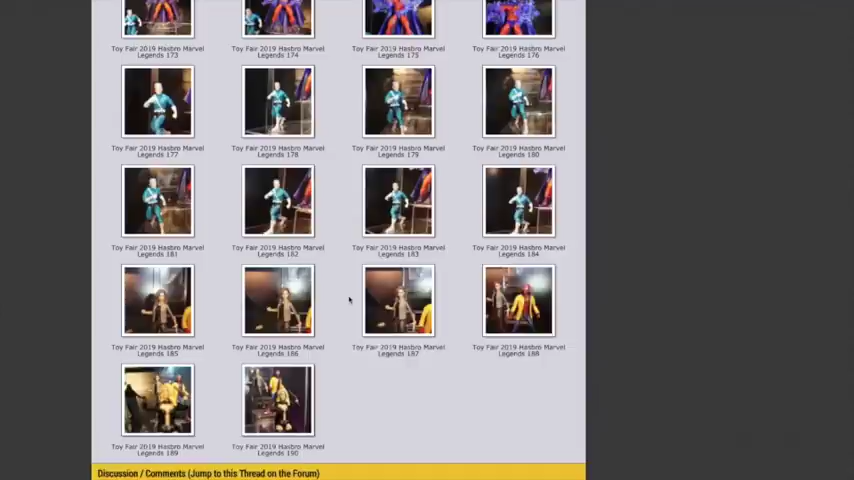 Toy Fair 2019 Hasbro Marvel
Legends 173
Toy Fair 2019 Hasbro Marvel
Legends 174
Toy Fair 2019 Hasbro Marvel
Legends 175
Toy Fair 2019 Hasbro Marvel
Legends 176
Toy Fair 2019 Hasbro Marvel
Legends 177
Toy Fair 2019 Hasbro Marvel
Legends 178
Toy Fair 2019 Hasbro Marvel
Legends 179
Toy Fair 2019 Hasbro Marvel
Legends 180
Toy Fair 2019 Hasbro Marvel
Legends 181
Toy Fair 2019 Hasbro Marvel
Legends 182
Toy Fair 2019 Hasbro Marvel
Legends 183
Toy Fair 2019 Hasbro Marvel
Legends 184
Toy Fair 2019 Hasbro Marvel
Legends 185
Toy Fair 2019 Hasbro Marvel
Legends 186
Toy Fair 2019 Hasbro Marvel
Legends 187
Toy Fair 2019 Hasbro Marvel
Legends 188
Toy Fair 2019 Hasbro Marvel
Legends 189
Toy Fair 2019 Hasbro Marvel
Legends 190
Discussion / Comments (Jump to this Thread on the Forum)